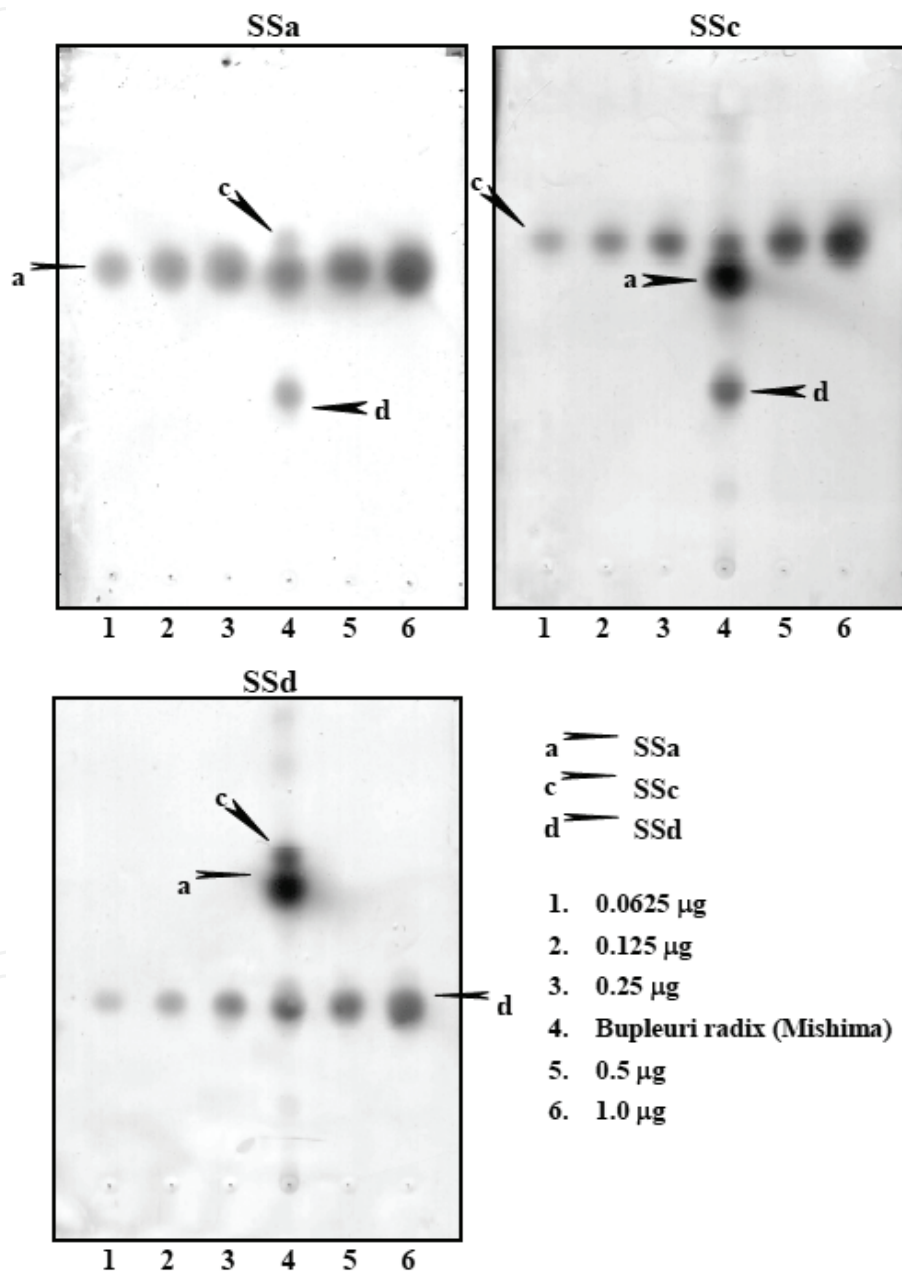 SSa
SSc
c
a
d
1 2 3 4 5 6
c
a
d
1 2 3 4 5 6
SSd
c
a
d
1 2 3 4 5 6
a SSa
c SSc
d SSd
1. 0.0625 μg
2. 0.125 μg
3. 0.25 μg
4. Bupleuri radix (Mishima)
5. 0.5 μg
6. 1.0 μg